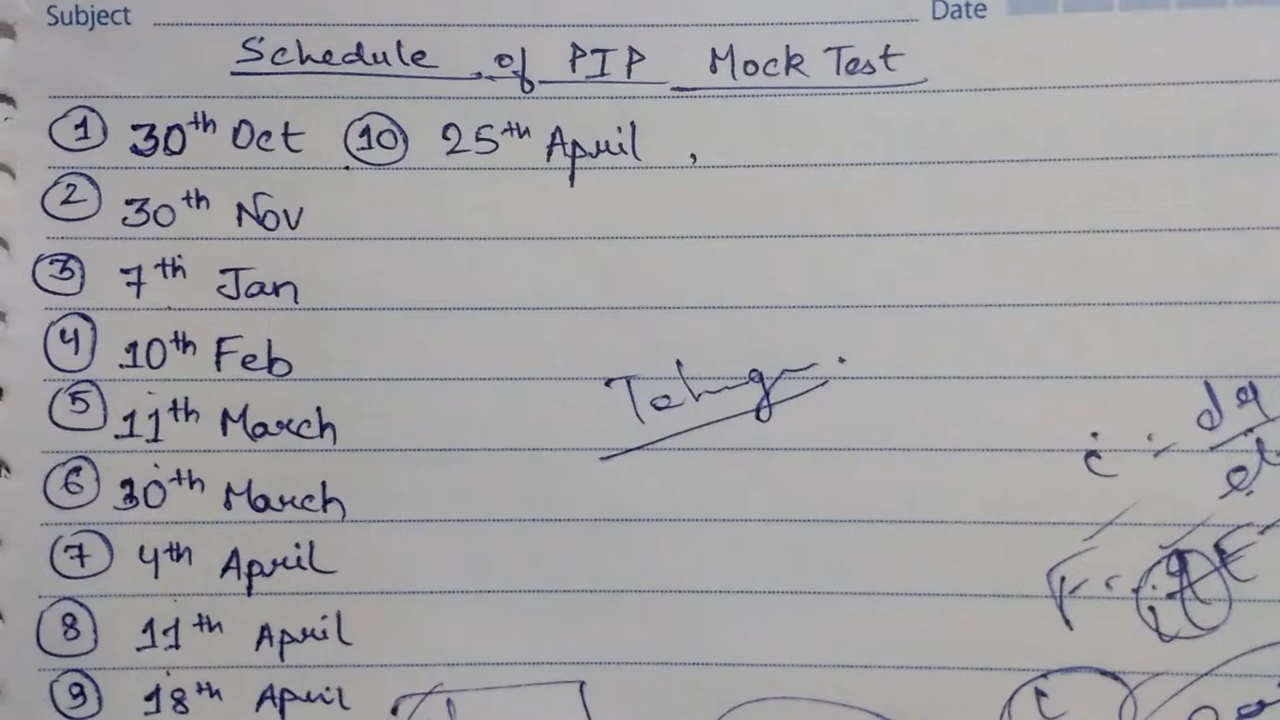 Subject Date
Schedule of PIP Mock Test
① 30th Oct ⑩ 25th April ,
② 30th Nov
③ 7th Jan
④ 10th Feb
⑤ 11th March
⑥ 30th March
⑦ 4th April
⑧ 11th April
⑨ 18th April